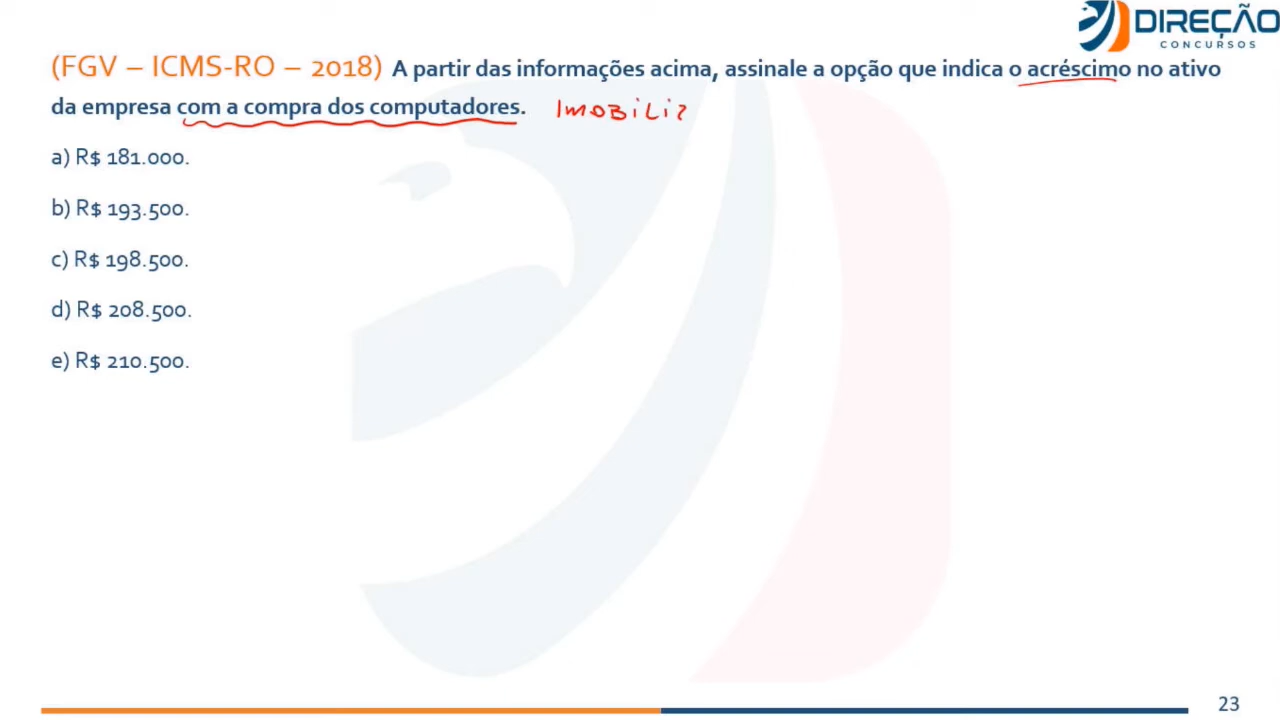 DIREÇÃO
CONCURSOS
(FGV – ICMS-RO – 2018) A partir das informações acima, assinale a opção que indica o acréscimo no ativo
da empresa com a compra dos computadores. IMOBILIZ
a) R$ 181.000.
b) R$ 193.500.
c) R$ 198.500.
d) R$ 208.500.
e) R$ 210.500.
23